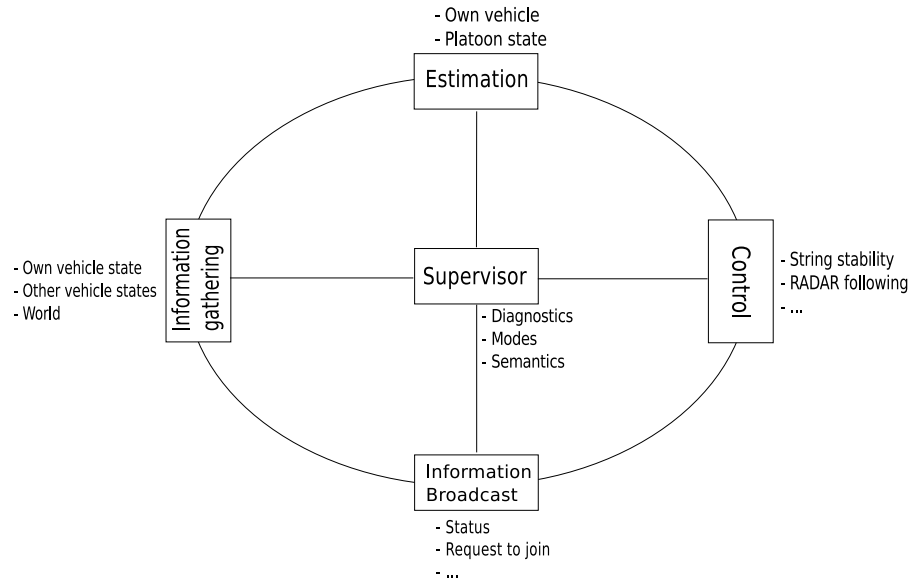 - Own vehicle
- Platoon state
Estimation
Information
gathering
- Own vehicle state
- Other vehicle states
- World
Supervisor
- Diagnostics
- Modes
- Semantics
Control
- String stability
- RADAR following
- ...
Information
Broadcast
- Status
- Request to join
- ...